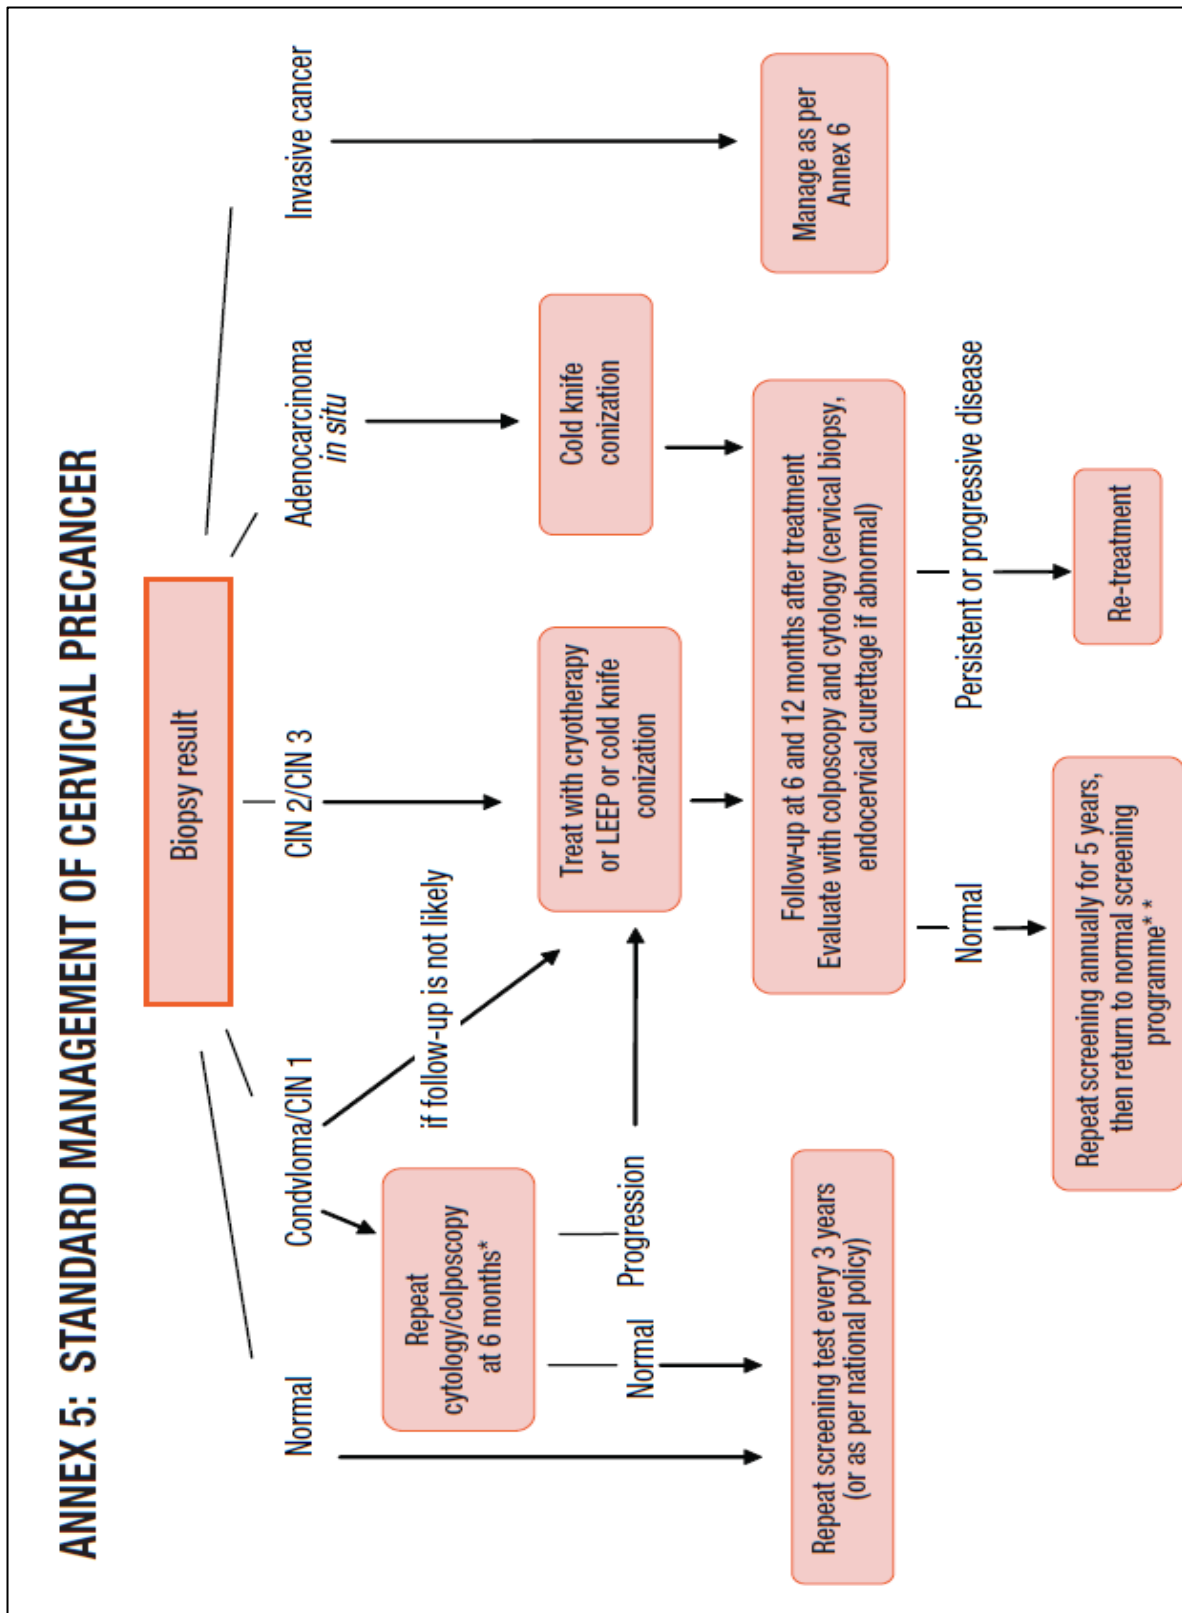 ANNEX 5: STANDARD MANAGEMENT OF CERVICAL PRECANCER
Biopsy result
Normal
Condvloma/CIN 1
CIN 2/CIN 3
Adenocarcinoma
in situ
Invasive cancer
if follow-up is not likely
Repeat
cytology/colposcopy
at 6 months*
Treat with cryotherapy
or LEEP or cold knife
conization
Cold knife
conization
Normal
Progression
Repeat screening test every 3 years
(or as per national policy)
Follow-up at 6 and 12 months after treatment
Evaluate with colposcopy and cytology (cervical biopsy,
endocervical curettage if abnormal)
Manage as per
Annex 6
Normal
Persistent or progressive disease
Repeat screening annually for 5 years,
then return to normal screening
programme* *
Re-treatment